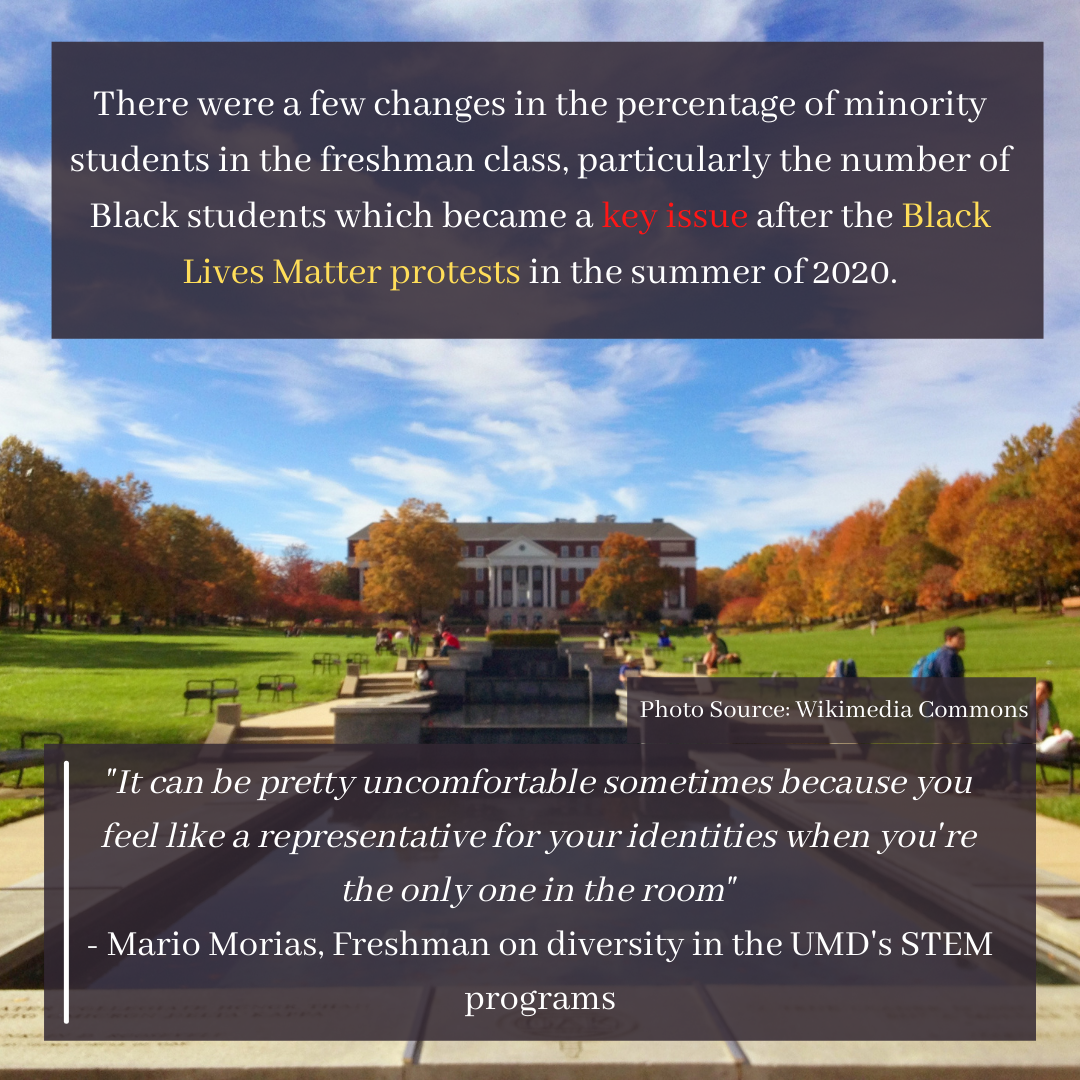 There were a few changes in the percentage of minority
students in the freshman class, particularly the number of
Black students which became a key issue after the Black
Lives Matter protests in the summer of 2020.
Photo Source: Wikimedia Commons
"It can be pretty uncomfortable sometimes because you
feel like a representative for your identities when you're
the only one in the room"
- Mario Morias, Freshman on diversity in the UMD's STEM
programs